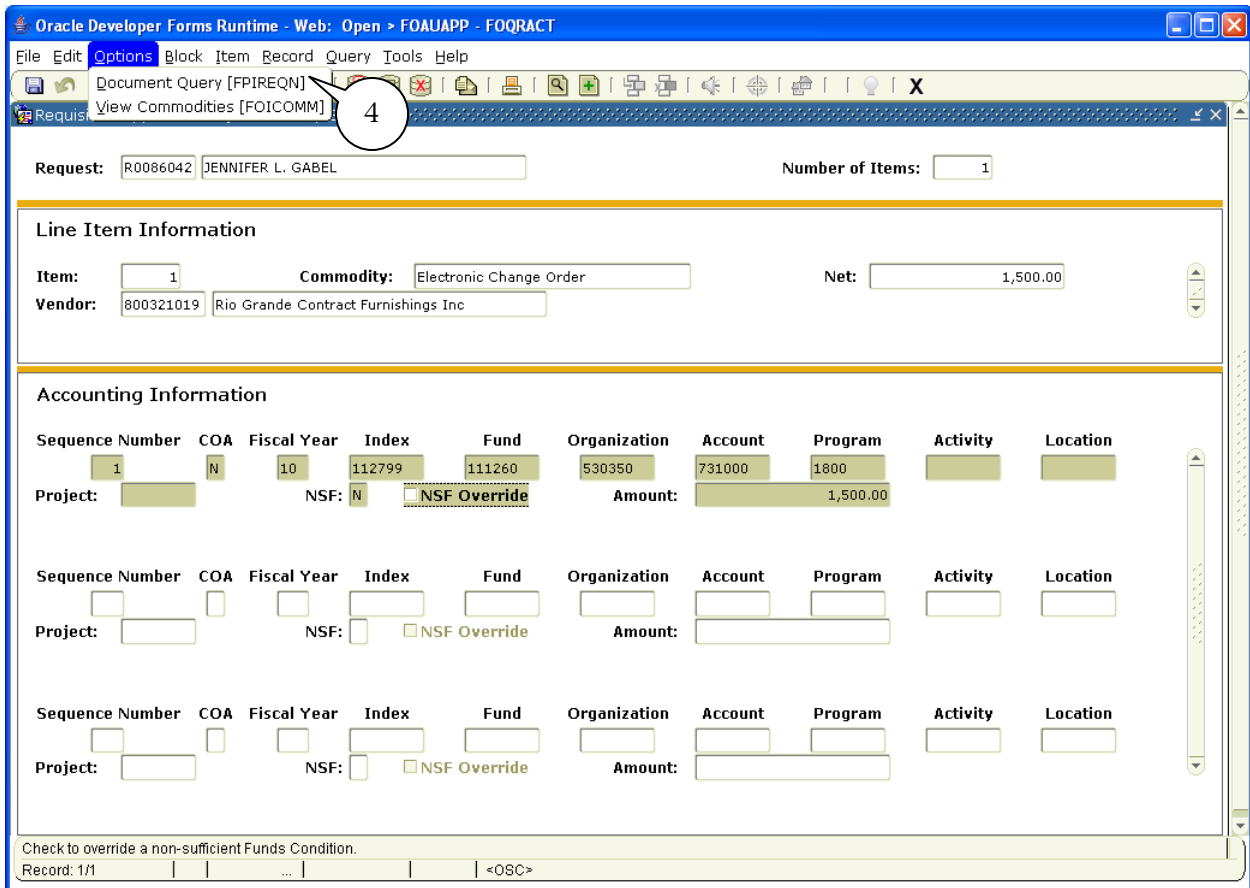 Oracle Developer Forms Runtime - Web: Open > FOAUAPP - FOQRACT
File Edit Options Block Item Record Query Tools Help
Document Query [FPIREQN]
View Commodities [FOICOMM]
4
X
Request: R0086042 JENNIFER L. GABEL Number of Items: 1
Line Item Information
Item: 1 Commodity: Electronic Change Order Net: 1,500.00
Vendor: 800321019 Rio Grande Contract Furnishings Inc
Accounting Information
Sequence Number COA Fiscal Year Index Fund Organization Account Program Activity Location
1 N 10 112799 111260 530350 731000 1800
Project: NSF: N NSF Override Amount: 1,500.00
Sequence Number COA Fiscal Year Index Fund Organization Account Program Activity Location
Project: NSF: NSF Override Amount:
Sequence Number COA Fiscal Year Index Fund Organization Account Program Activity Location
Project: NSF: NSF Override Amount:
Check to override a non-sufficient Funds Condition.
Record: 1/1 ... <OSC>